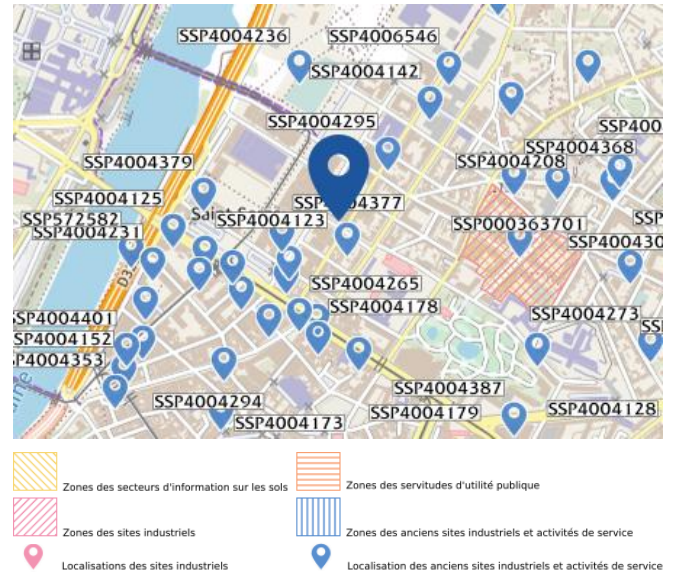 SSP4004236
SSP4006546
SSP4004142
SSP4004295
SSP400
SSP4004368
SSP4004379
SSP4004208
SSP4004125
4377
SSP572582
SSP4004123
SSP000363701
SSP4004231
SSP400430
SSP4004265
SSP4004178
SSP4004273
SP4004401
SSP4004152
P4004353
SSP4004387
SSP4004294
SSP4004179
SSP4004128
SSP4004173
Zones des secteurs d'information sur les sols
Zones des servitudes d'utilité publique
Zones des sites industriels
Zones des anciens sites industriels et activités de service
Localisations des sites industriels
Localisation des anciens sites industriels et activités de service